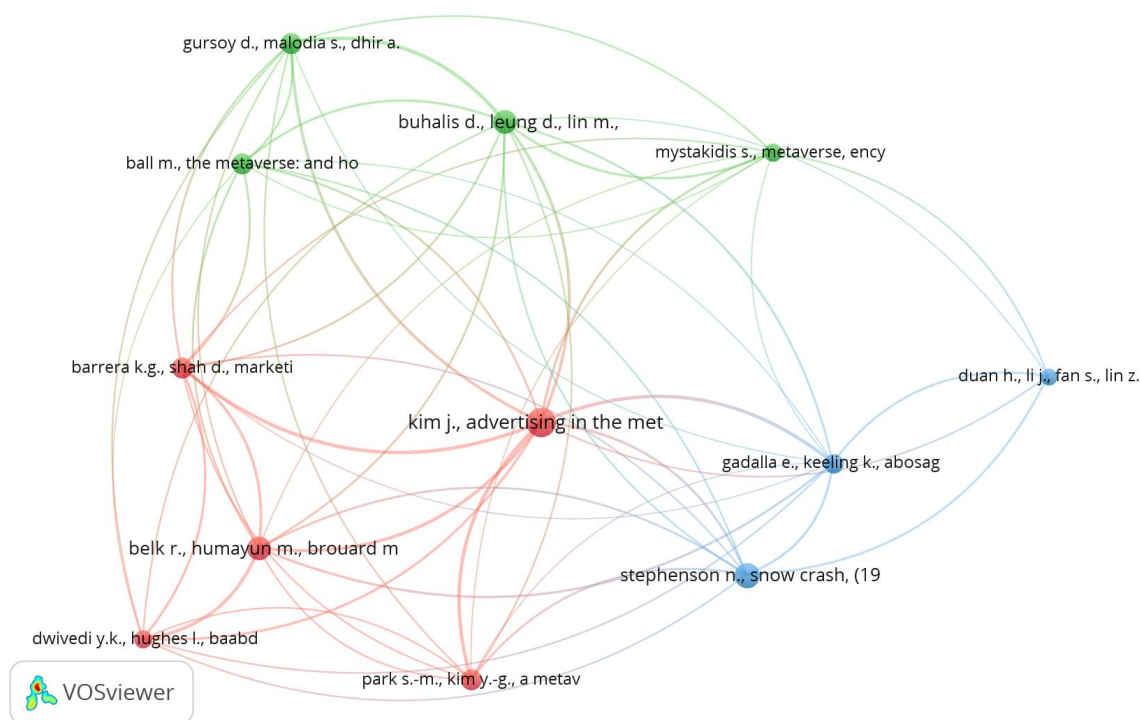 gursoy d., malodia s., dhir a.
buhalis d., leung d., lin m.,
mystakidis s., metaverse, ency
ball m., the metaverse: and ho
barrera k.g., shah d., marketi
duan h., li j., fan s., lin z.
kim j., advertising in the met
gadalla e., keeling k., abosag
belk r., humayun m., brouard m
stephenson n., snow crash, (19
dwivedi y.k., hughes l., baabd
park s.-m., kim y.-g., a metav
VOSviewer